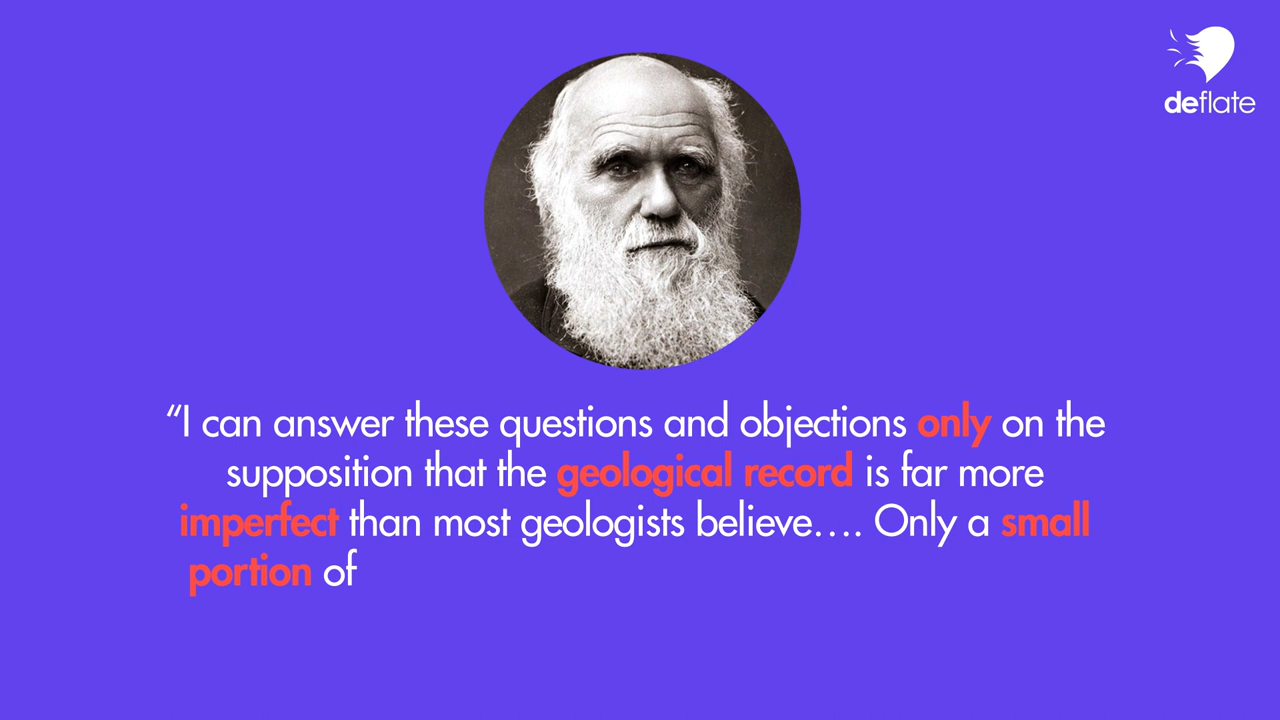 deflate
“I can answer these questions and objections only on the
supposition that the geological record is far more
imperfect than most geologists believe…. Only a small
portion of